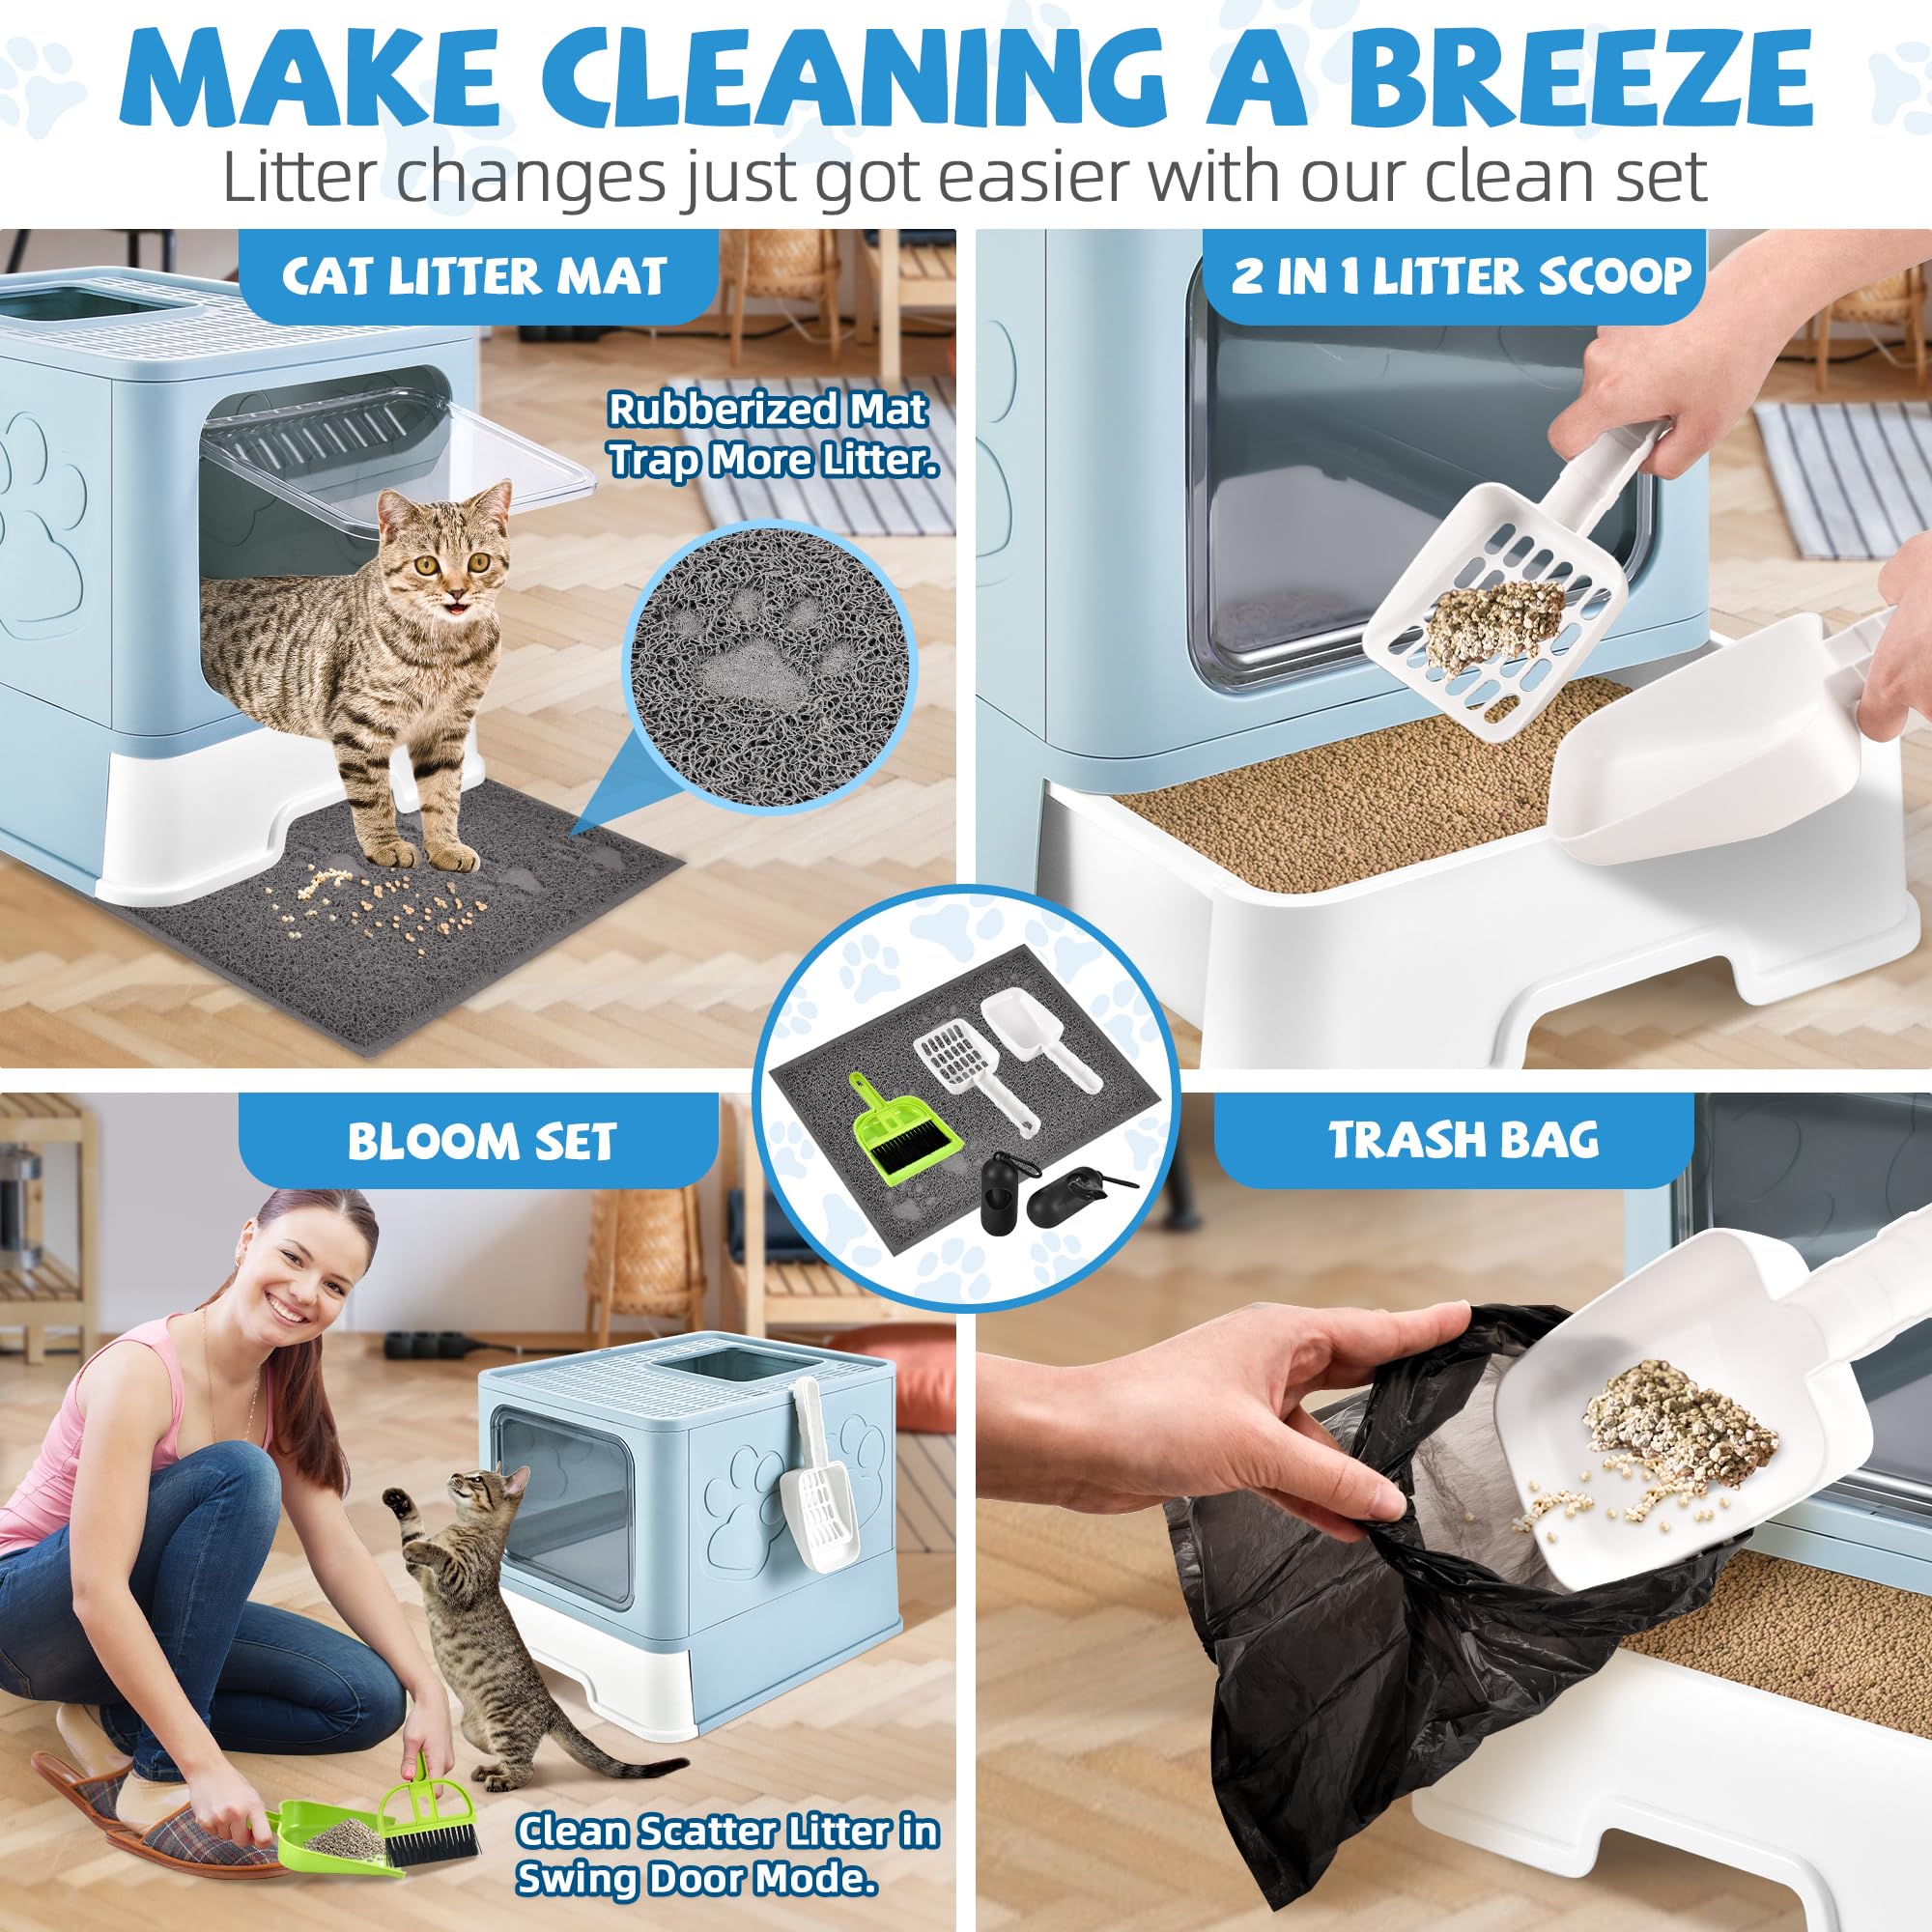 MAKE CLEANING A BREEZE
Litter changes just got easier with our clean set
CAT LITTER MAT
Rubberized Mat
Trap More Litter.
2 IN 1 LITTER SCOOP
BLOOM SET
Clean Scatter Litter in
Swing Door Mode.
TRASH BAG